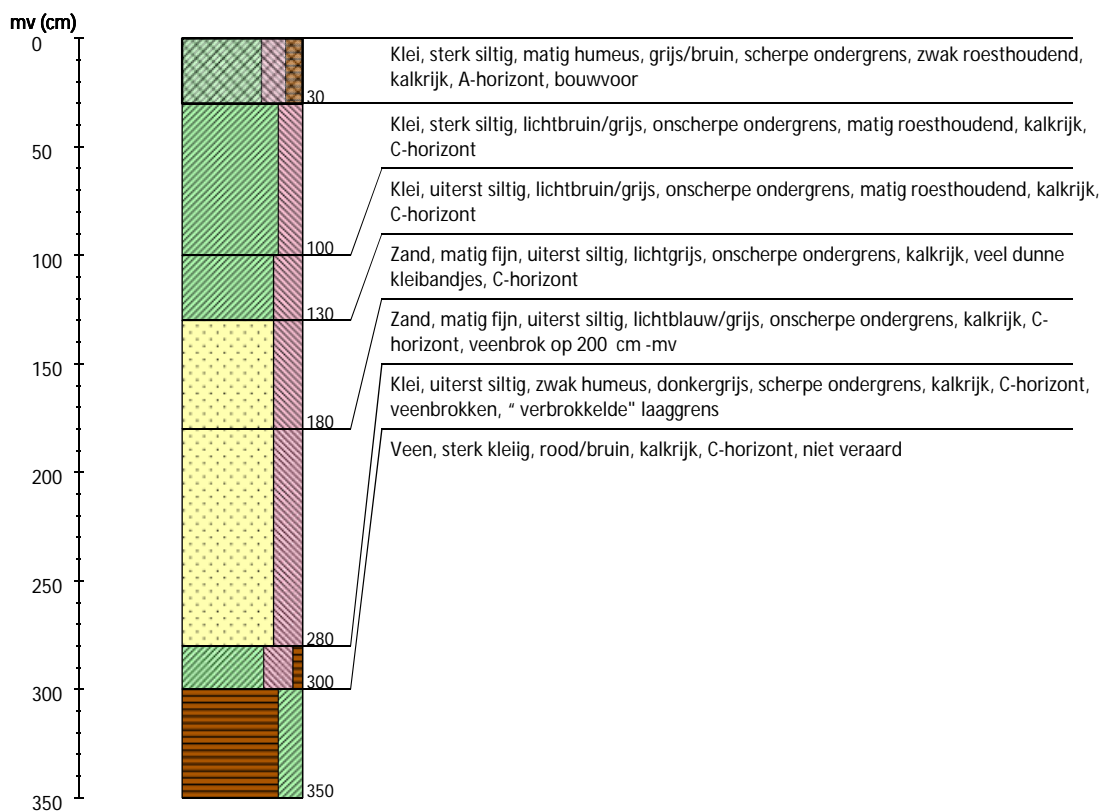 mv (cm)
0
Klei, sterk siltig, matig humeus, grijs/bruin, scherpe ondergrens, zwak roesthoudend,
kalkrijk, A-horizont, bouwvoor
30
Klei, sterk siltig, lichtbruin/grijs, onscherpe ondergrens, matig roesthoudend, kalkrijk,
C-horizont
50
Klei, uiterst siltig, lichtbruin/grijs, onscherpe ondergrens, matig roesthoudend, kalkrijk,
C-horizont
100
100
Zand, matig fijn, uiterst siltig, lichtgrijs, onscherpe ondergrens, kalkrijk, veel dunne
kleibandjes, C-horizont
130
Zand, matig fijn, uiterst siltig, lichtblauw/grijs, onscherpe ondergrens, kalkrijk, C-
horizont, veenbrok op 200 cm -mv
150
Klei, uiterst siltig, zwak humeus, donkergrijs, scherpe ondergrens, kalkrijk, C-horizont,
veenbrokken, “ verbrokkelde" laaggrens
180
Veen, sterk kleiig, rood/bruin, kalkrijk, C-horizont, niet veraard
200
250
280
300
300
350
350